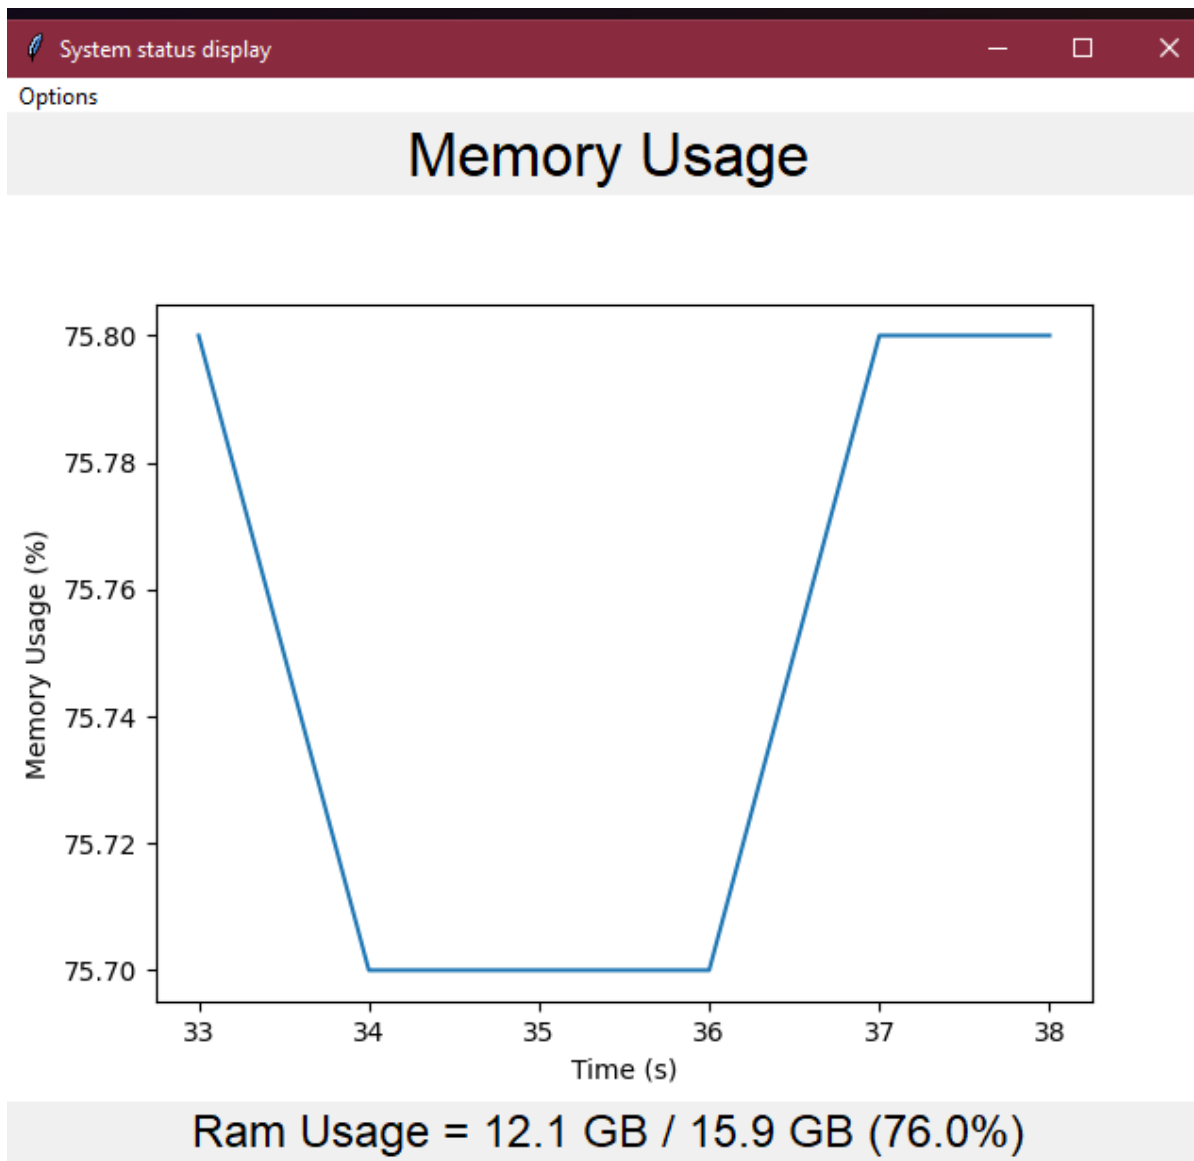 System status display
Options
Memory Usage
75.80
75.78
75.76
75.74
75.72
75.70
Memory Usage (%)
33 34 35 36 37 38
Time (s)
Ram Usage = 12.1 GB / 15.9 GB (76.0%)